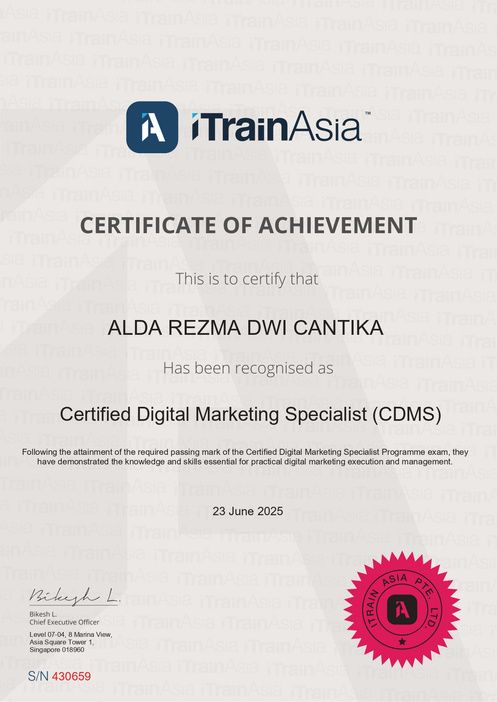 iTrainAsia™
CERTIFICATE OF ACHIEVEMENT
This is to certify that
ALDA REZMA DWI CANTIKA
Has been recognised as
Certified Digital Marketing Specialist (CDMS)
Following the attainment of the required passing mark of the Certified Digital Marketing Specialist Programme exam, they
have demonstrated the knowledge and skills essential for practical digital marketing execution and management.
23 June 2025
Bikesh L.
Bikesh L.
Chief Executive Officer
Level 07-04, 8 Marina View,
Asia Square Tower 1,
Singapore 018960
S/N 430659
ITRAIN ASIA PTE. LTD.